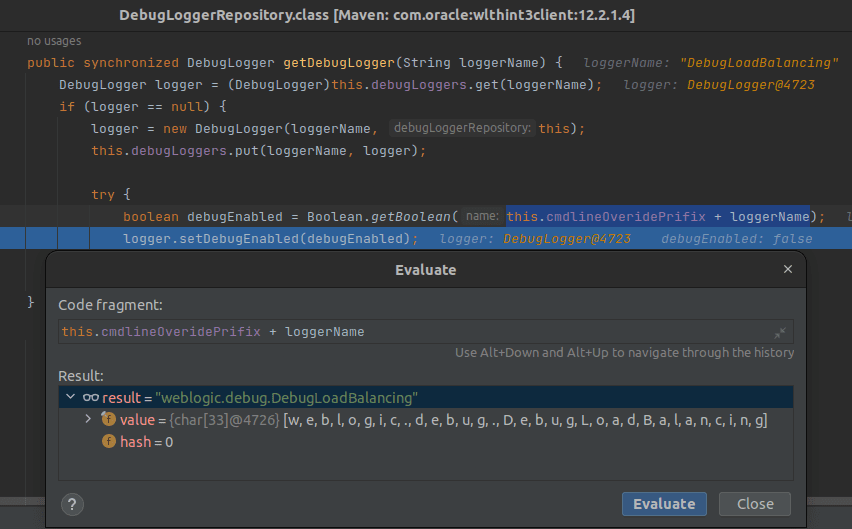 DebugLoggerRepository.class [Maven: com.oracle:wlthint3client:12.2.1.4]
no usages
public synchronized DebugLogger getDebugLogger(String loggerName) { loggerName: "DebugLoadBalancing"
DebugLogger logger = (DebugLogger)this.debugLoggers.get(loggerName); logger: DebugLogger@4723
if (logger == null) {
logger = new DebugLogger(loggerName, debugLoggerRepository: this);
this.debugLoggers.put(loggerName, logger);
try {
boolean debugEnabled = Boolean.getBoolean( name: this.cmdlineOveridePrifix + loggerName);
logger.setDebugEnabled(debugEnabled); logger: DebugLogger@4723 debugEnabled: false
Evaluate
}
Code fragment:
this.cmdlineOveridePrifix + loggerName
Use Alt+Down and Alt+Up to navigate through the history
Result:
result = "weblogic.debug.DebugLoadBalancing"
value = {char[33]@4726} [w, e, b, l, o, g, i, c, ., d, e, b, u, g, ., D, e, b, u, g, L, o, a, d, B, a, l, a, n, c, i, n, g]
hash = 0
? Evaluate Close